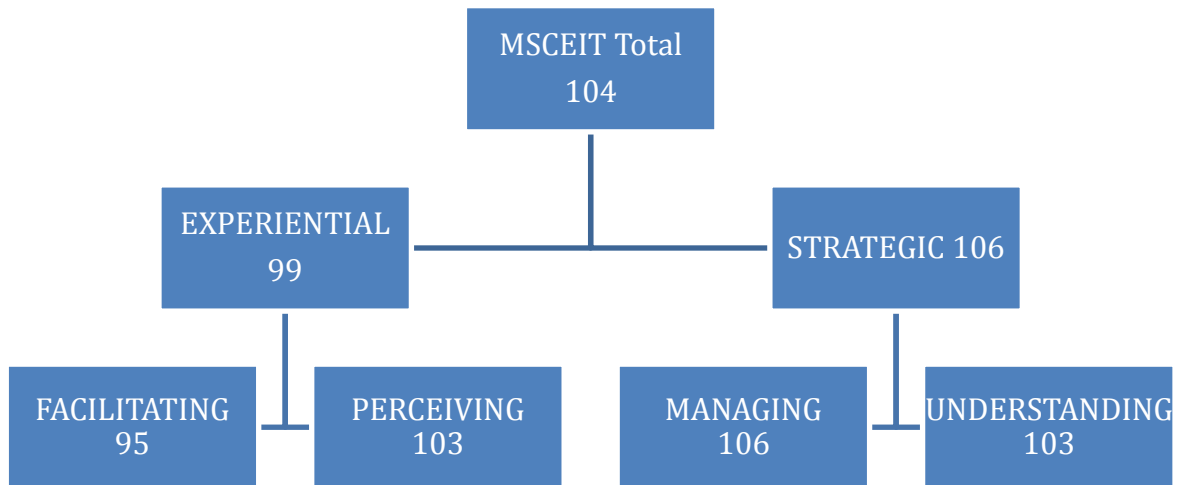 MSCEIT Total
104
EXPERIENTIAL
99
STRATEGIC 106
FACILITATING
95
PERCEIVING
103
MANAGING
106
UNDERSTANDING
103